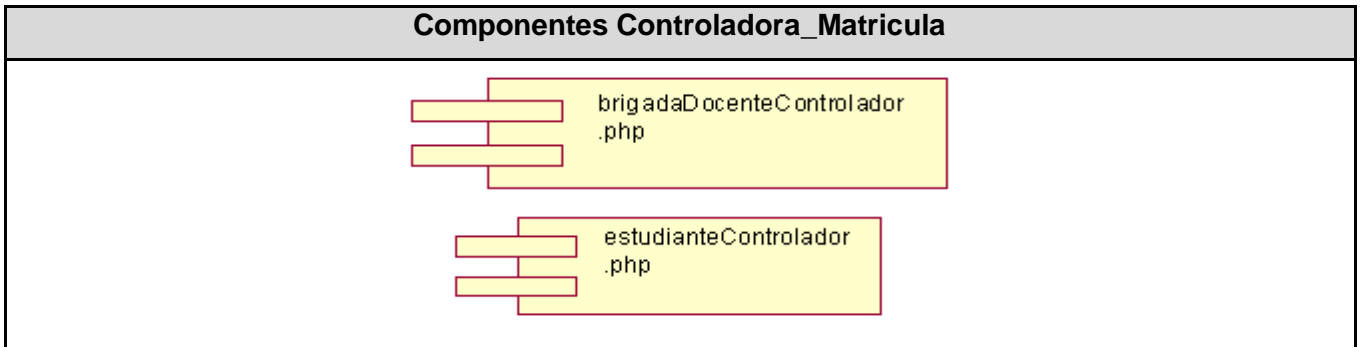 Componentes Controladora_Matricula
brigadaDocenteControlador
.php
estudianteControlador
.php